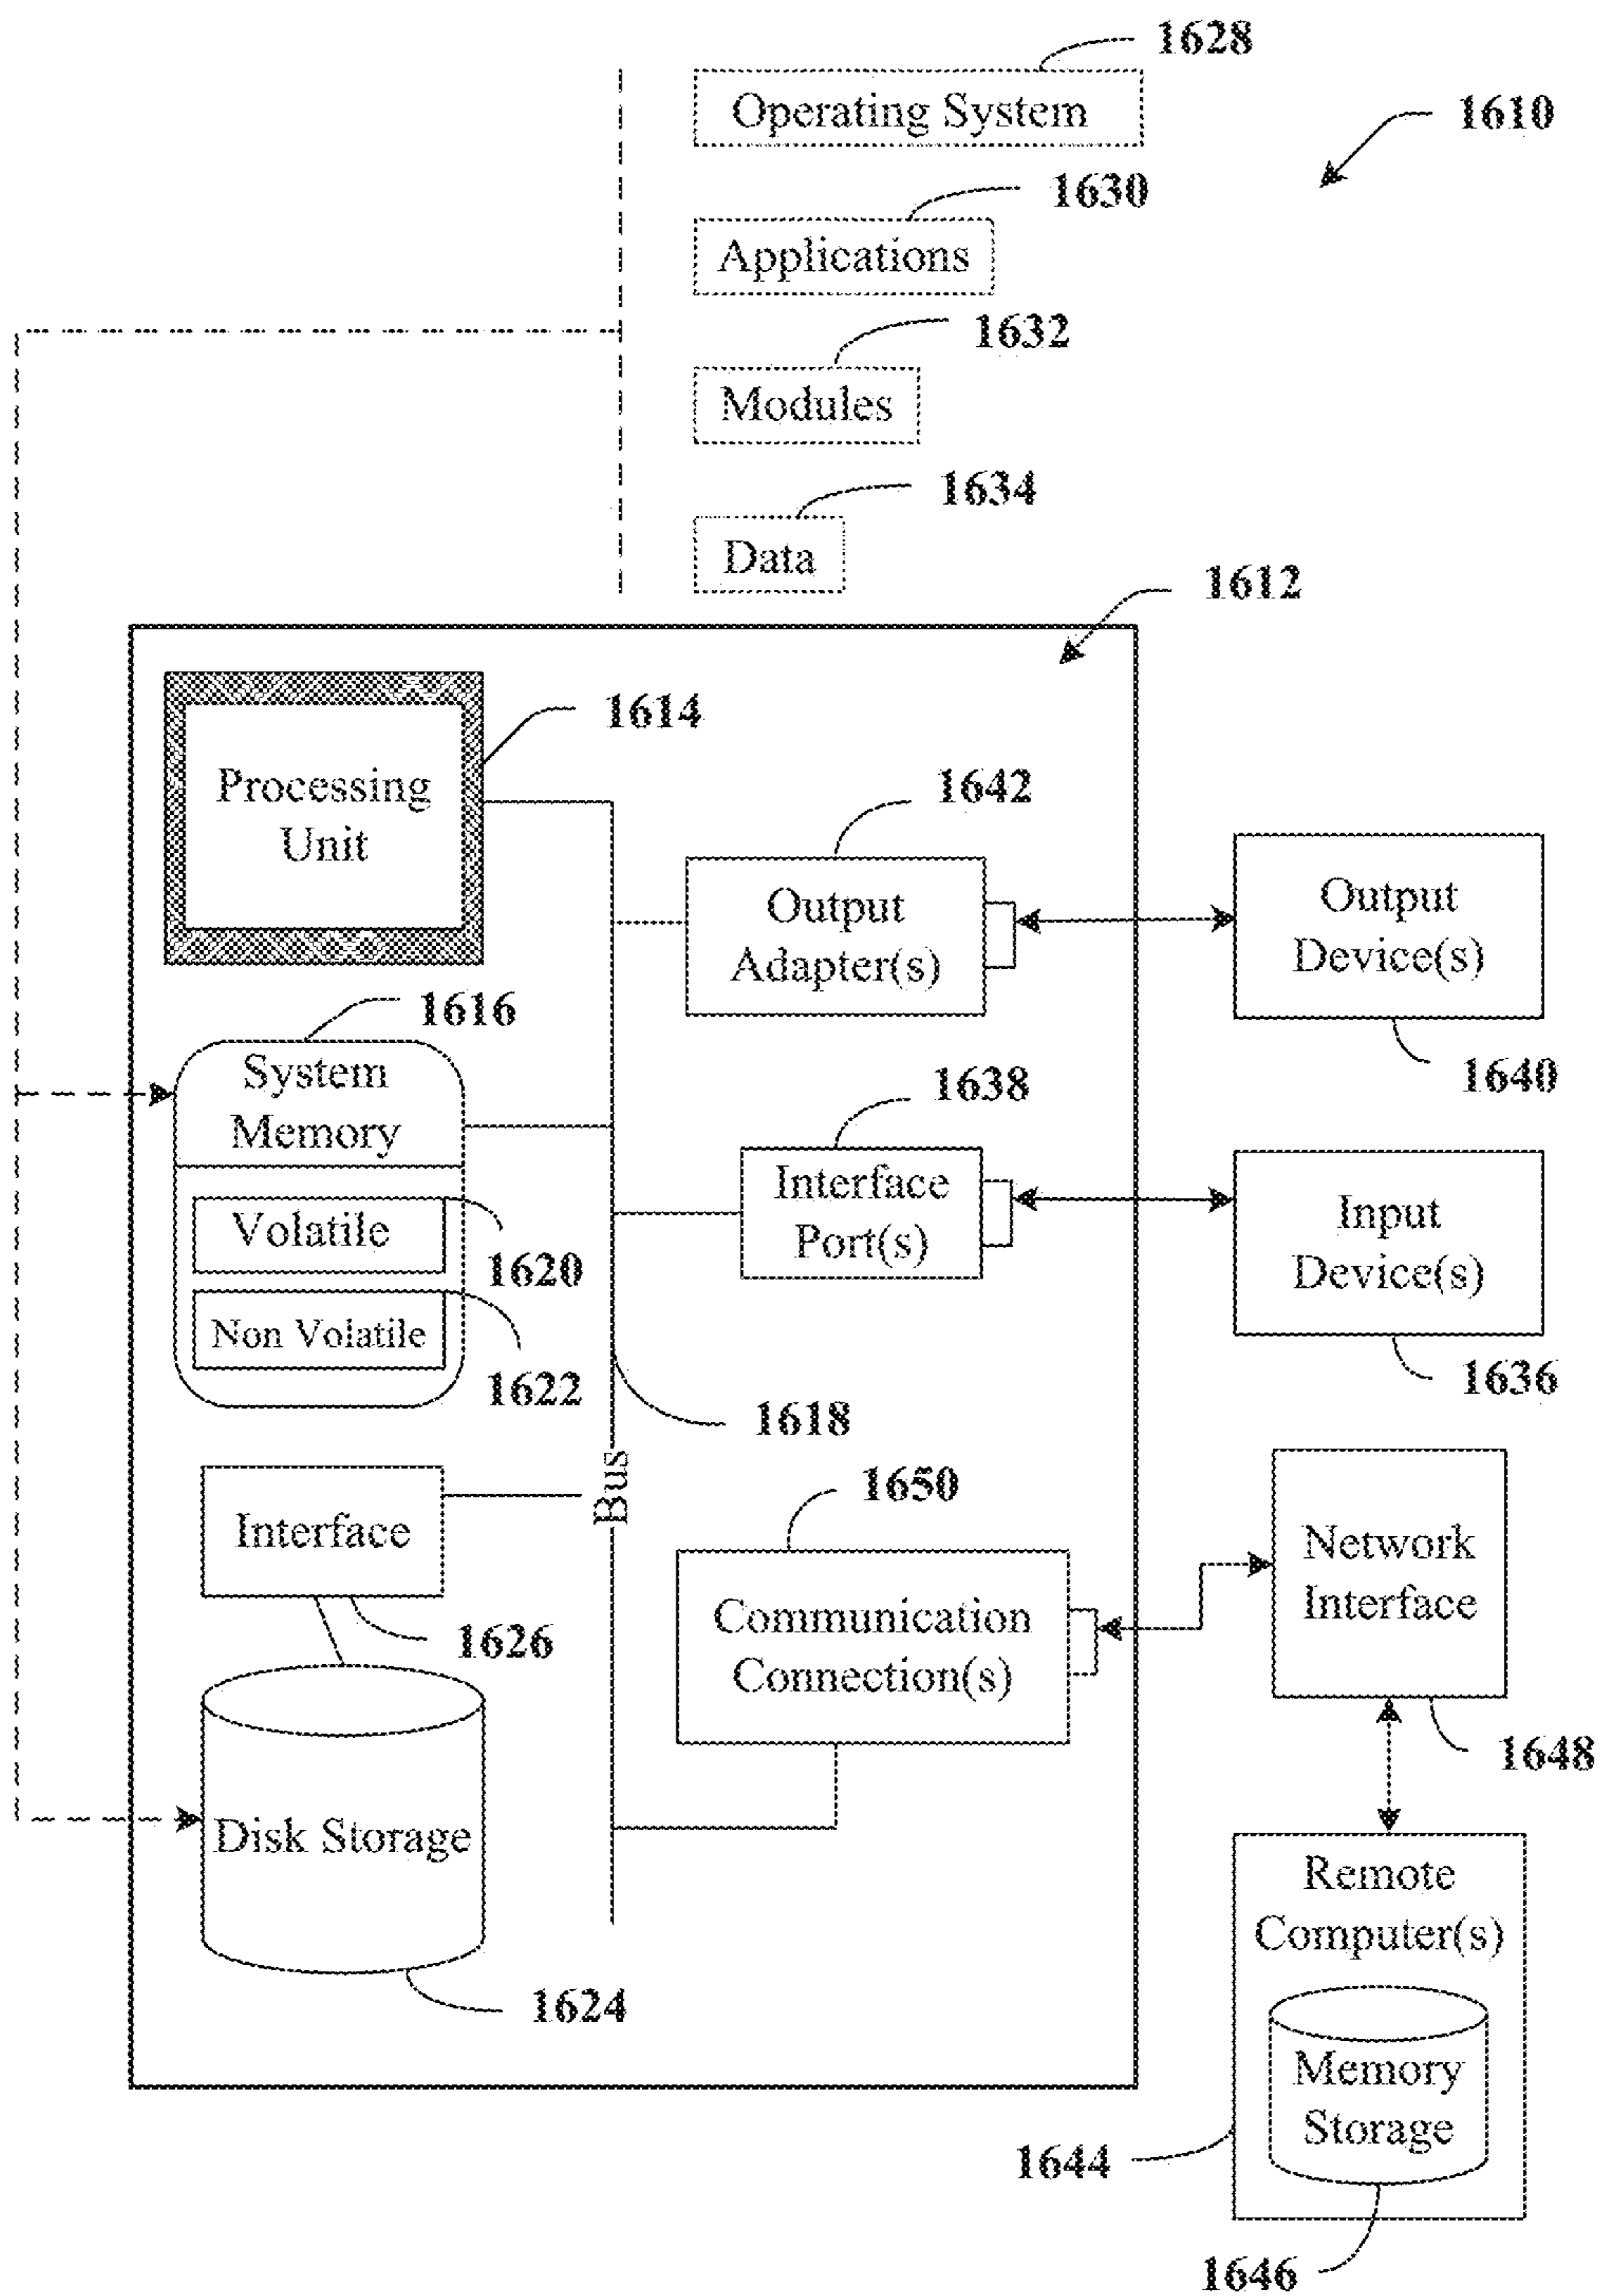 1628
Operating System
1610
1630
Applications
1632
Modules
1634
Data
1612
1614
Processing
Unit
1642
Output
Adapter(s)
Output
Device(s)
1640
1616
System
Memory
1638
Interface
Port(s)
Input
Device(s)
1636
Volatile
1620
Non Volatile
1622
1618
Bus
1650
Interface
1626
Communication
Connection(s)
Network
Interface
1648
Disk Storage
1624
Remote
Computer(s)
Memory
Storage
1644
1646